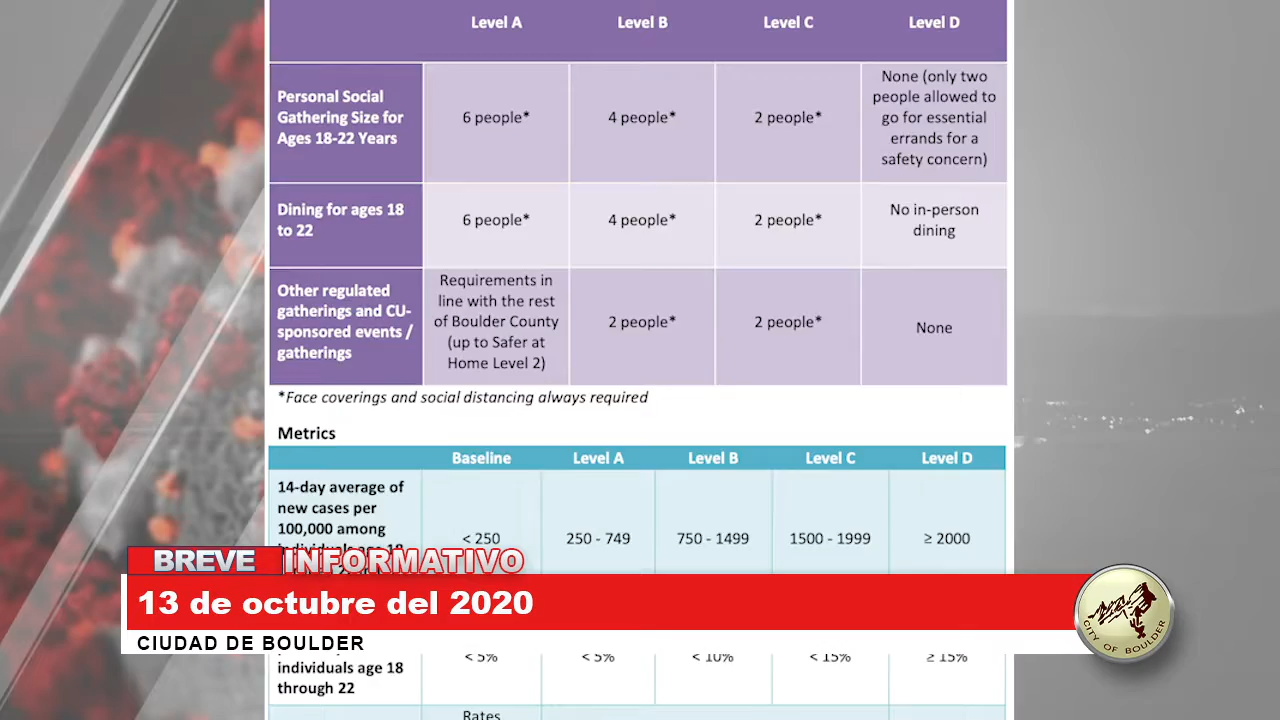 Level A Level B Level C Level D
Personal Social
Gathering Size for
Ages 18-22 Years
6 people*
4 people*
2 people*
None (only two
people allowed to
go for essential
errands for a
safety concern)
Dining for ages 18
to 22
6 people*
4 people*
2 people*
No in-person
dining
Other regulated
gatherings and CU-
sponsored events /
gatherings
Requirements in
line with the rest
of Boulder County
(up to Safer at
Home Level 2)
2 people*
2 people*
None
*Face coverings and social distancing always required
Metrics
Baseline Level A Level B Level C Level D
14-day average of
new cases per
100,000 among
< 250
250 - 749
750 - 1499
1500 - 1999
≥ 2000
BREVE INFORMATIVO
13 de octubre del 2020
CIUDAD DE BOULDER
CITY OF BOULDER
individuals age 18
through 22
< 5%
< 5%
< 10%
< 15%
≥ 15%
Rates